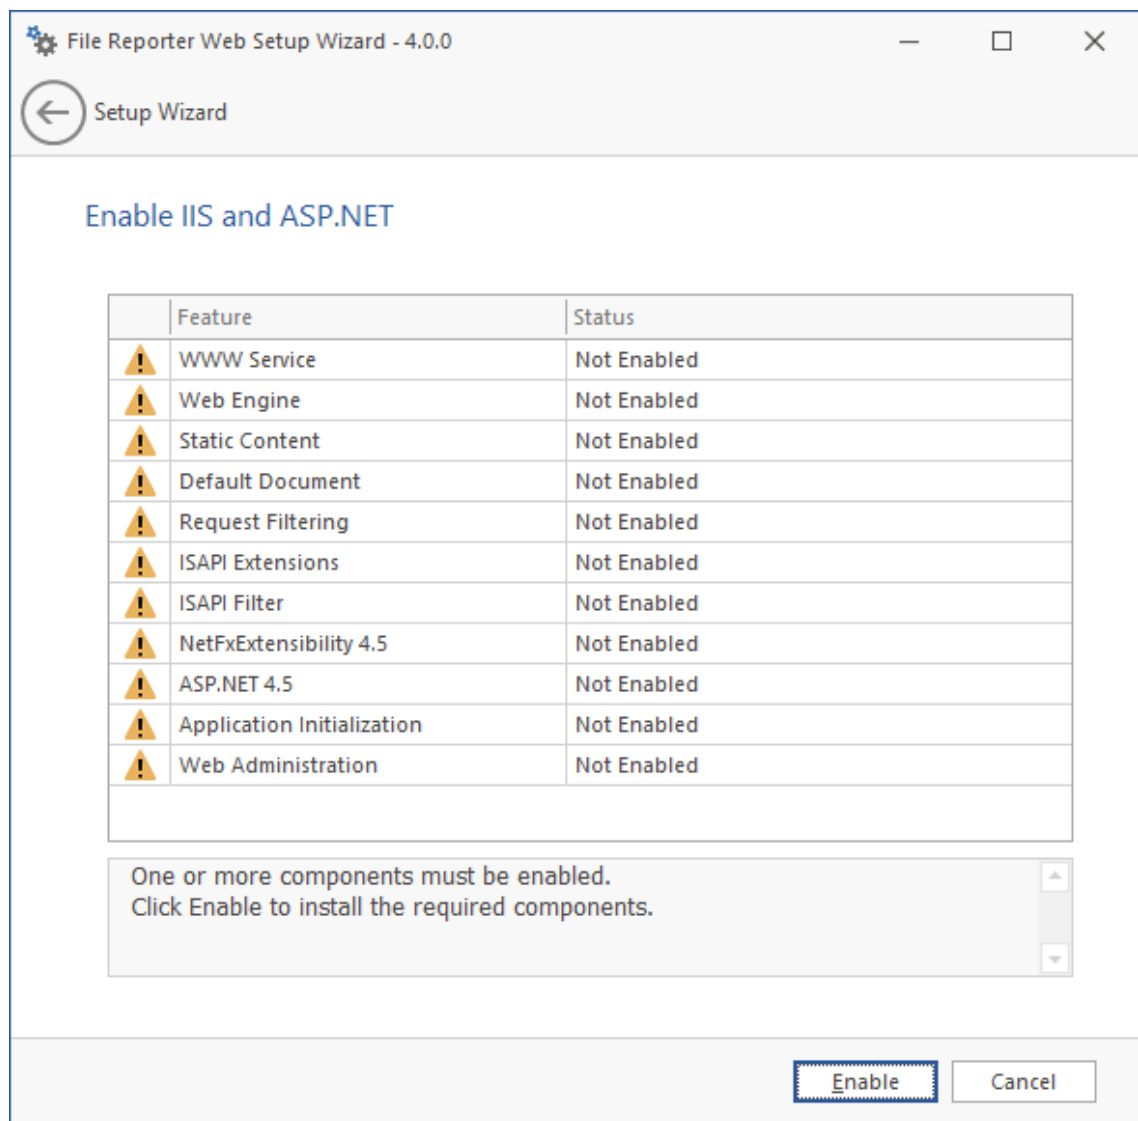 File Reporter Web Setup Wizard - 4.0.0
Setup Wizard
Enable IIS and ASP.NET
Feature Status
WWW Service Not Enabled
Web Engine Not Enabled
Static Content Not Enabled
Default Document Not Enabled
Request Filtering Not Enabled
ISAPI Extensions Not Enabled
ISAPI Filter Not Enabled
NetFxExtensibility 4.5 Not Enabled
ASP.NET 4.5 Not Enabled
Application Initialization Not Enabled
Web Administration Not Enabled
One or more components must be enabled.
Click Enable to install the required components.
Enable Cancel